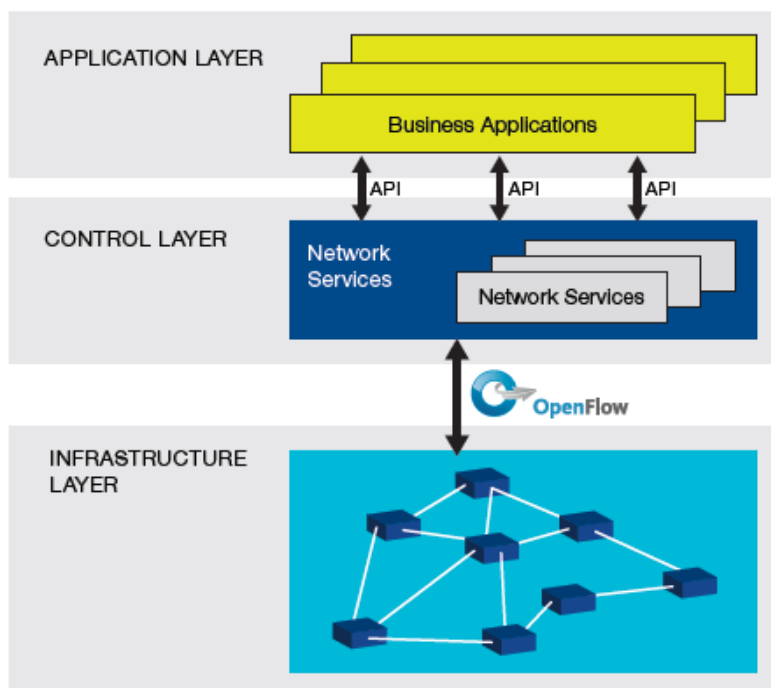 APPLICATION LAYER
Business Applications
API
API
API
CONTROL LAYER
Network
Services
Network Services
OpenFlow
INFRASTRUCTURE
LAYER